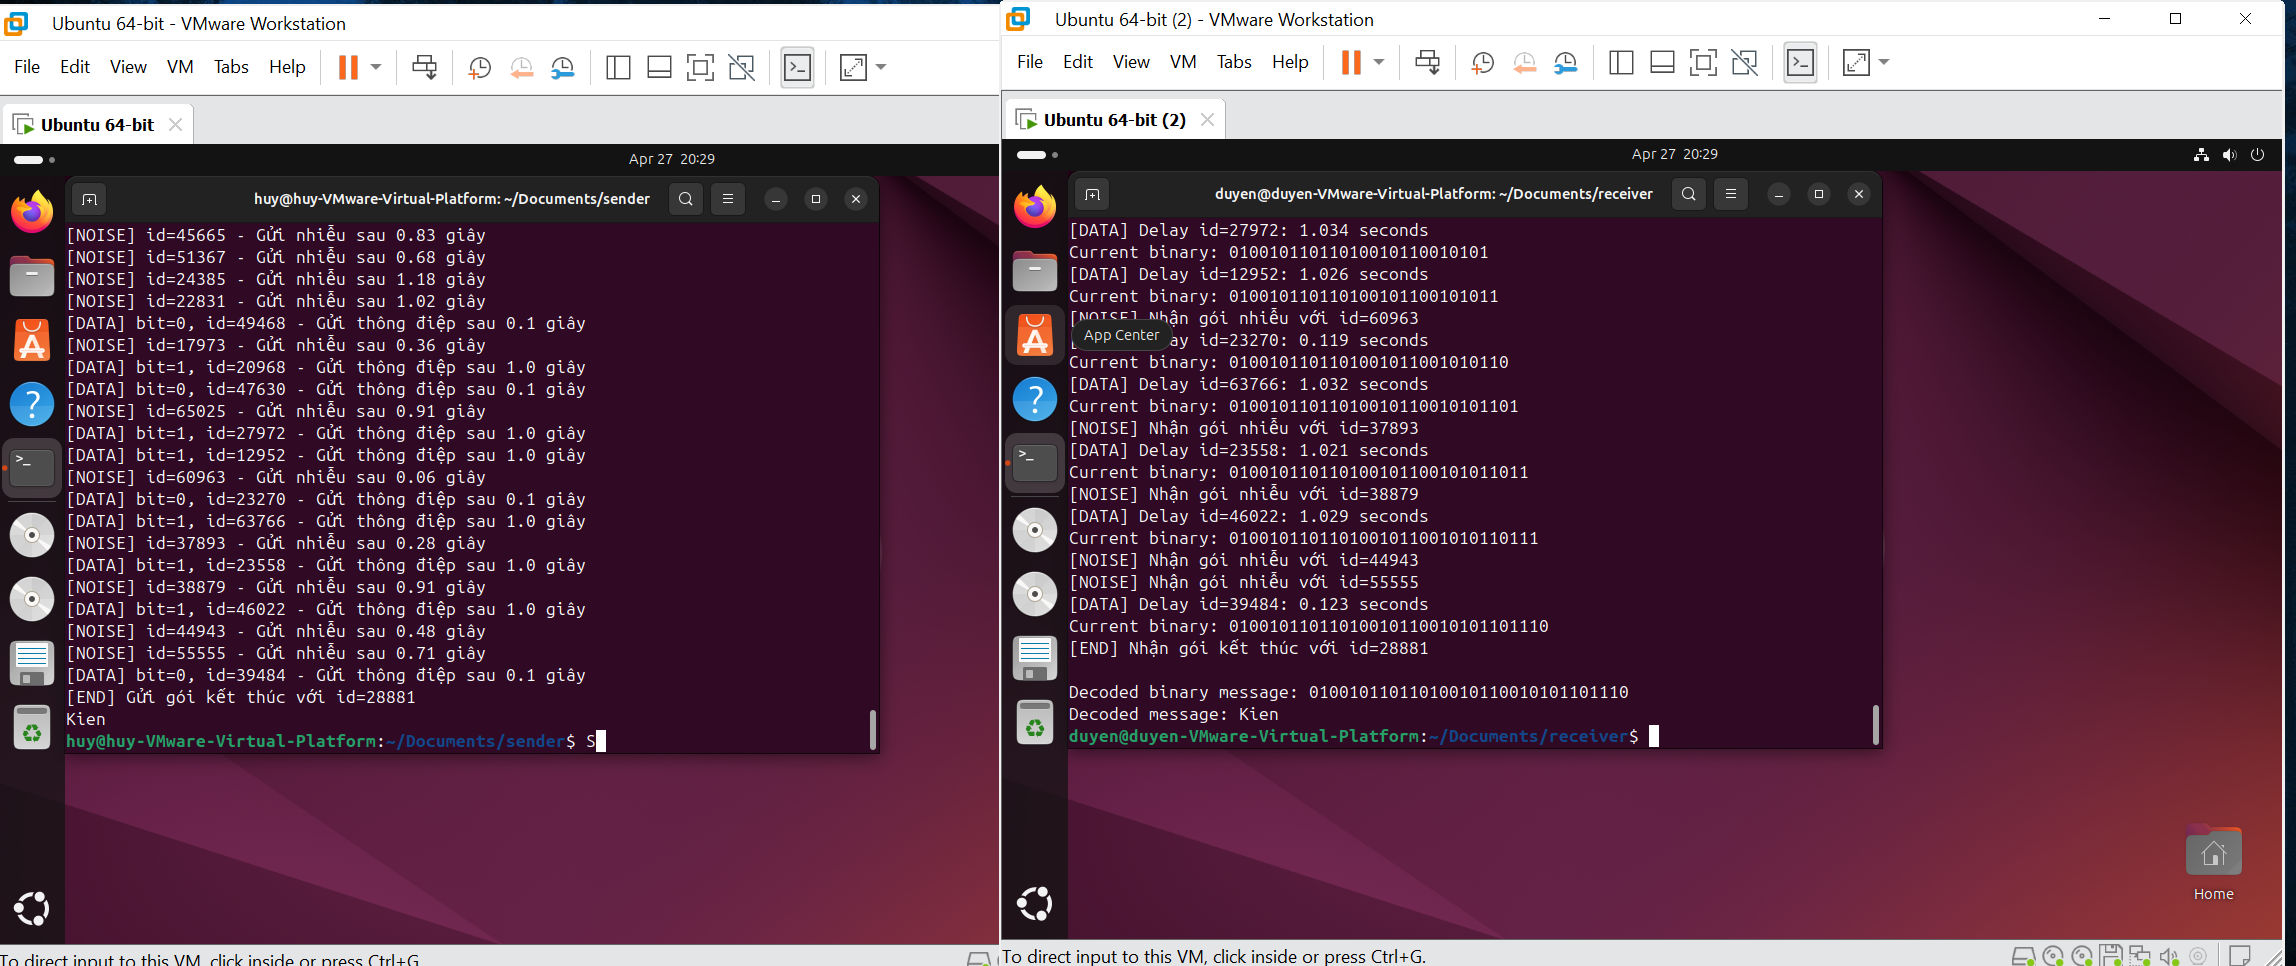 Ubuntu 64-bit - VMware Workstation
File Edit View VM Tabs Help
Ubuntu 64-bit
Apr 27 20:29
huy@huy-VMware-Virtual-Platform: ~/Documents/sender
[NOISE] id=45665 - Gửi nhiễu sau 0.83 giây
[NOISE] id=51367 - Gửi nhiễu sau 0.68 giây
[NOISE] id=24385 - Gửi nhiễu sau 1.18 giây
[NOISE] id=22831 - Gửi nhiễu sau 1.02 giây
[DATA] bit=0, id=49468 - Gửi thông điệp sau 0.1 giây
[NOISE] id=17973 - Gửi nhiễu sau 0.36 giây
[DATA] bit=1, id=20968 - Gửi thông điệp sau 1.0 giây
[DATA] bit=0, id=47630 - Gửi thông điệp sau 0.1 giây
[NOISE] id=65025 - Gửi nhiễu sau 0.91 giây
[DATA] bit=1, id=27972 - Gửi thông điệp sau 1.0 giây
[DATA] bit=1, id=12952 - Gửi thông điệp sau 1.0 giây
[NOISE] id=60963 - Gửi nhiễu sau 0.06 giây
[DATA] bit=0, id=23270 - Gửi thông điệp sau 0.1 giây
[DATA] bit=1, id=63766 - Gửi thông điệp sau 1.0 giây
[NOISE] id=37893 - Gửi nhiễu sau 0.28 giây
[DATA] bit=1, id=23558 - Gửi thông điệp sau 1.0 giây
[NOISE] id=38879 - Gửi nhiễu sau 0.91 giây
[DATA] bit=1, id=46022 - Gửi thông điệp sau 1.0 giây
[NOISE] id=44943 - Gửi nhiễu sau 0.48 giây
[NOISE] id=55555 - Gửi nhiễu sau 0.71 giây
[DATA] bit=0, id=39484 - Gửi thông điệp sau 0.1 giây
[END] Gửi gói kết thúc với id=28881
Kien
huy@huy-VMware-Virtual-Platform:~/Documents/sender$ S
To direct input to this VM, click inside or press Ctrl+G.
Ubuntu 64-bit (2) - VMware Workstation
File Edit View VM Tabs Help
Ubuntu 64-bit (2)
Apr 27 20:29
duyen@duyen-VMware-Virtual-Platform: ~/Documents/receiver
[DATA] Delay id=27972: 1.034 seconds
Current binary: 01001011011010010110010101
[DATA] Delay id=12952: 1.026 seconds
Current binary: 010010110110100101100101011
[NOISE] Nhận gói nhiễu với id=60963
App Center
ay id=23270: 0.119 seconds
Current binary: 0100101101101001011001010110
[DATA] Delay id=63766: 1.032 seconds
Current binary: 01001011011010010110010101101
[NOISE] Nhận gói nhiễu với id=37893
[DATA] Delay id=23558: 1.021 seconds
Current binary: 010010110110100101100101011011
[NOISE] Nhận gói nhiễu với id=38879
[DATA] Delay id=46022: 1.029 seconds
Current binary: 0100101101101001011001010110111
[NOISE] Nhận gói nhiễu với id=44943
[NOISE] Nhận gói nhiễu với id=55555
[DATA] Delay id=39484: 0.123 seconds
Current binary: 01001011011010010110010101101110
[END] Nhận gói kết thúc với id=28881
Decoded binary message: 01001011011010010110010101101110
Decoded message: Kien
duyen@duyen-VMware-Virtual-Platform:~/Documents/receiver$
Home
To direct input to this VM, click inside or press Ctrl+G.